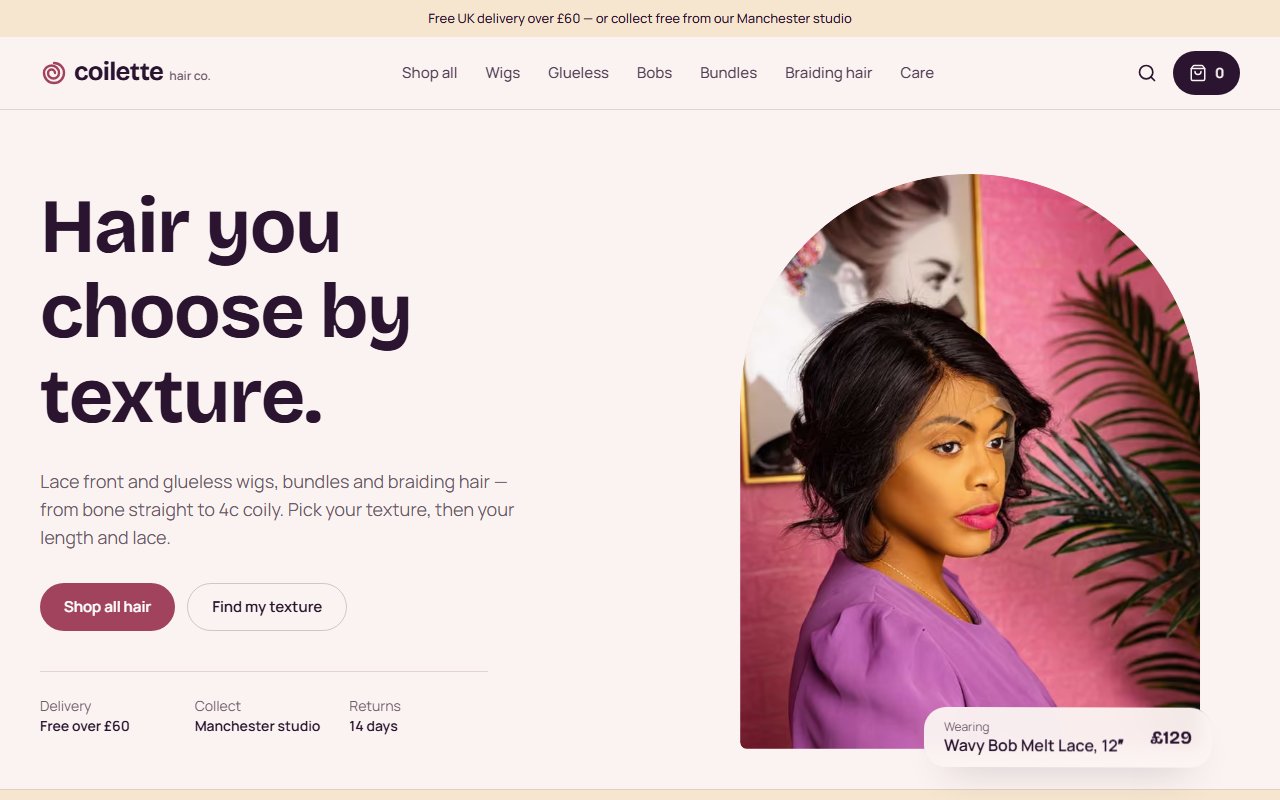 Free UK delivery over £60 — or collect free from our Manchester studio
coilette hair co.
Shop all
Wigs
Glueless
Bobs
Bundles
Braiding hair
Care
0
Hair you
choose by
texture.
Lace front and glueless wigs, bundles and braiding hair —
from bone straight to 4c coily. Pick your texture, then your
length and lace.
Shop all hair
Find my texture
Delivery
Free over £60
Collect
Manchester studio
Returns
14 days
Wearing
Wavy Bob Melt Lace, 12″
£129